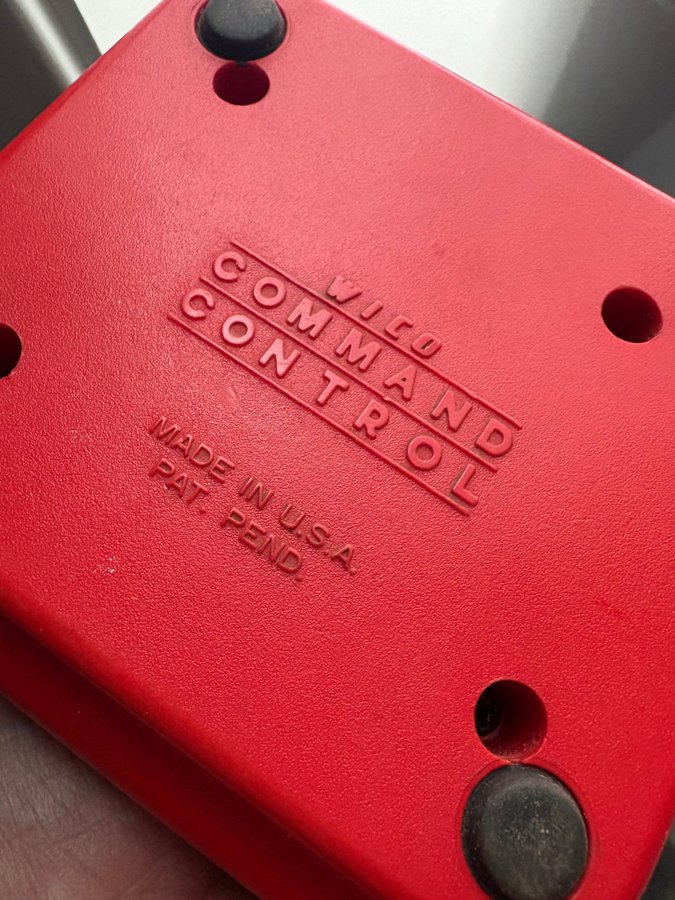 WICO
COMMAND
CONTROL
MADE IN U.S.A.
PAT. PEND.